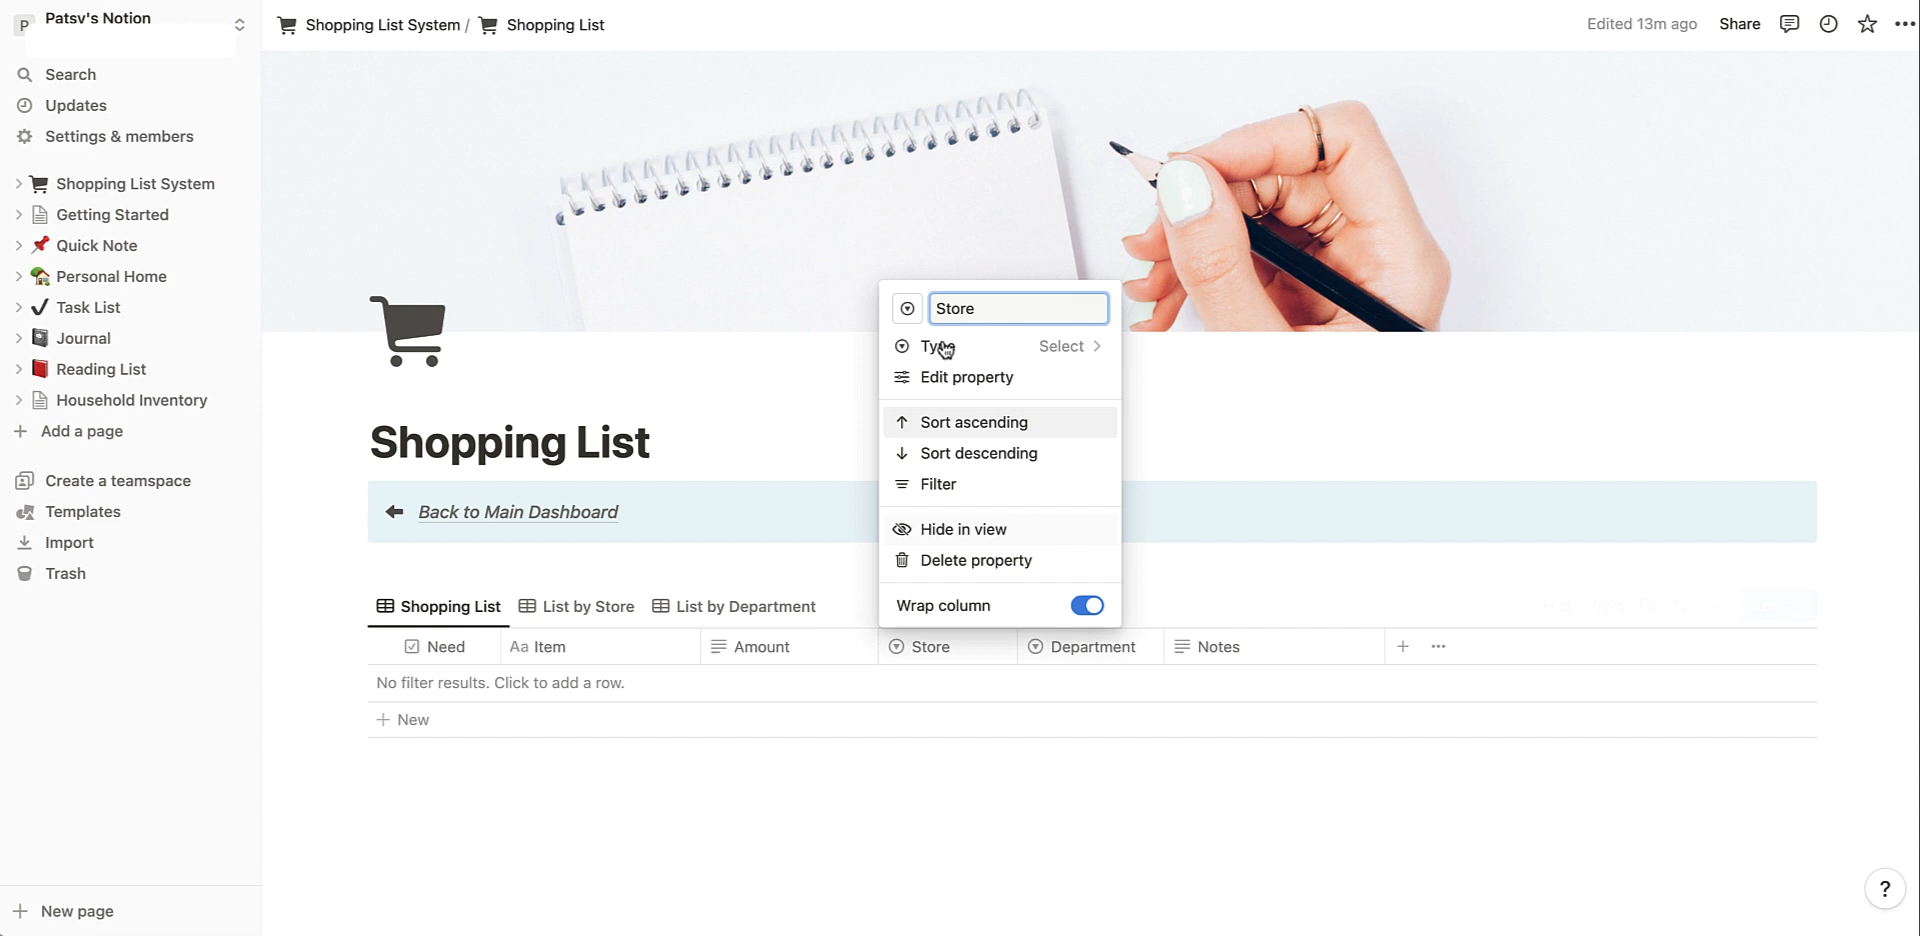 P Patsy's Notion
Search
Updates
Settings & members
Shopping List System
Getting Started
Quick Note
Personal Home
Task List
Journal
Reading List
Household Inventory
Add a page
Create a teamspace
Templates
Import
Trash
New page
Shopping List System / Shopping List
Edited 13m ago Share
Store
Type Select
Edit property
Sort ascending
Sort descending
Filter
Hide in view
Delete property
Wrap column
Shopping List
Back to Main Dashboard
Shopping List List by Store List by Department
Need Aa Item Amount Store Department Notes
No filter results. Click to add a row.
New
?